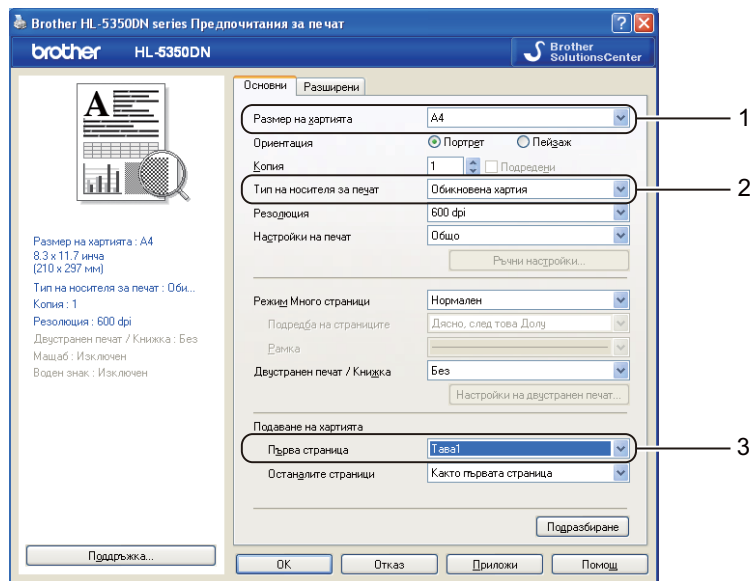 Brother HL-5350DN series Предпочитания за печат
brother HL-5350DN Brother SolutionsCenter
Основни Разширени
Размер на хартията A4 1
Ориентация Портрет Пейзаж
Копия 1 Подредени
Тип на носителя за печат Обикновена хартия 2
Резолюция 600 dpi
Настройки на печат Общо
Ръчни настройки...
Режим Много страници Нормален
Подредба на страниците Дясно, след това Долу
Рамка
Двустранен печат / Книжка Без
Настройки на двустранен печат...
Подаване на хартията
Първа страница Тава1 3
Останалите страници Както първата страница
Подразбиране
A
Размер на хартията : A4
8.3 x 11.7 инча
(210 x 297 мм)
Тип на носителя за печат : Оби...
Копия : 1
Резолюция : 600 dpi
Двустранен печат / Книжка : Без
Мащаб : Изключен
Воден знак : Изключен
Поддръжка...
OK Отказ Приложи Помощ